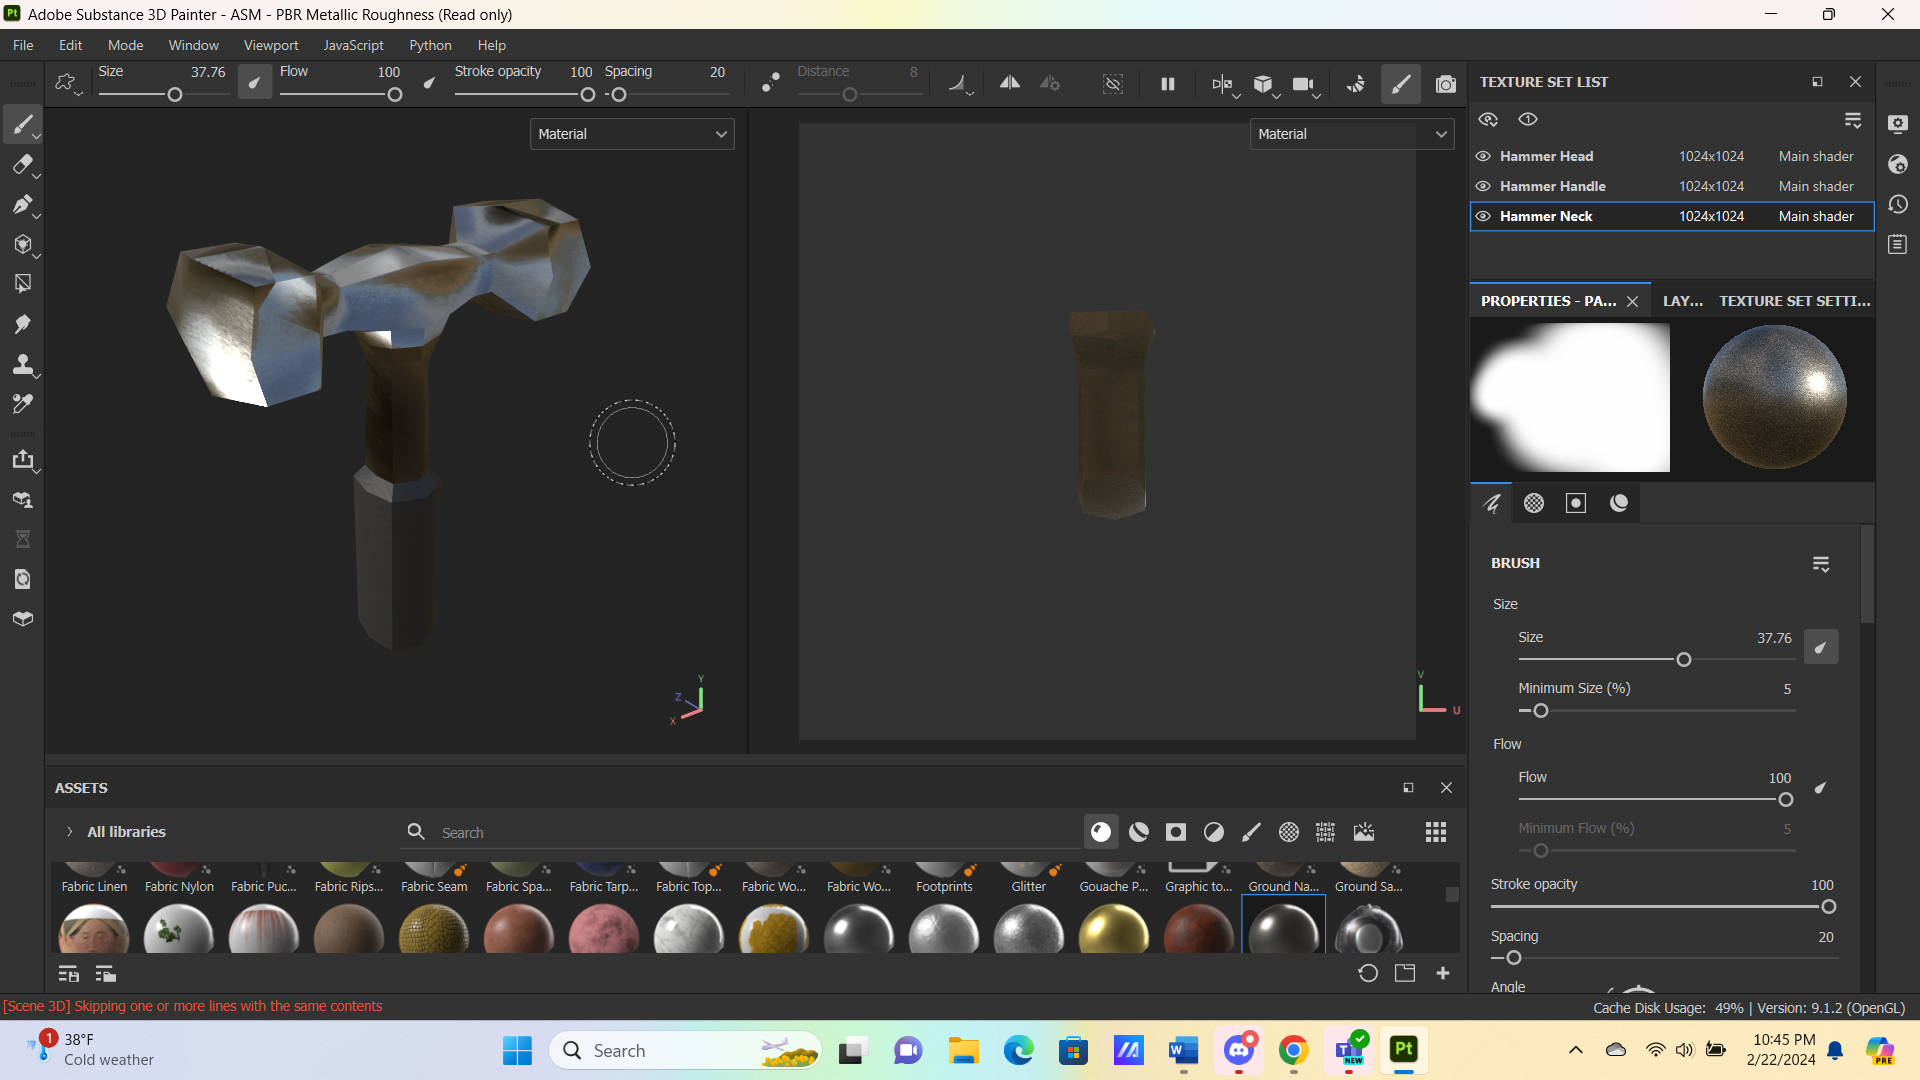 Pt Adobe Substance 3D Painter - ASM - PBR Metallic Roughness (Read only)
File Edit Mode Window Viewport JavaScript Python Help
Size 37.76 Flow 100 Stroke opacity 100 Spacing 20 Distance 8
Material
Material
Y
Z
X
V
U
TEXTURE SET LIST
Hammer Head 1024x1024 Main shader
Hammer Handle 1024x1024 Main shader
Hammer Neck 1024x1024 Main shader
PROPERTIES - PA... LAY... TEXTURE SET SETTI...
BRUSH
Size
Size 37.76
Minimum Size (%) 5
Flow
Flow 100
Minimum Flow (%) 5
Stroke opacity 100
Spacing 20
Angle
ASSETS
All libraries Search
Fabric Linen Fabric Nylon Fabric Puc... Fabric Rips... Fabric Seam Fabric Spa... Fabric Tarp... Fabric Top... Fabric Wo... Fabric Wo... Footprints Glitter Gouache P... Graphic to... Ground Na... Ground Sa...
[Scene 3D] Skipping one or more lines with the same contents
Cache Disk Usage: 49% | Version: 9.1.2 (OpenGL)
1 38°F
Cold weather
Search
W
NEW
Pt
10:45 PM
2/22/2024
PRE